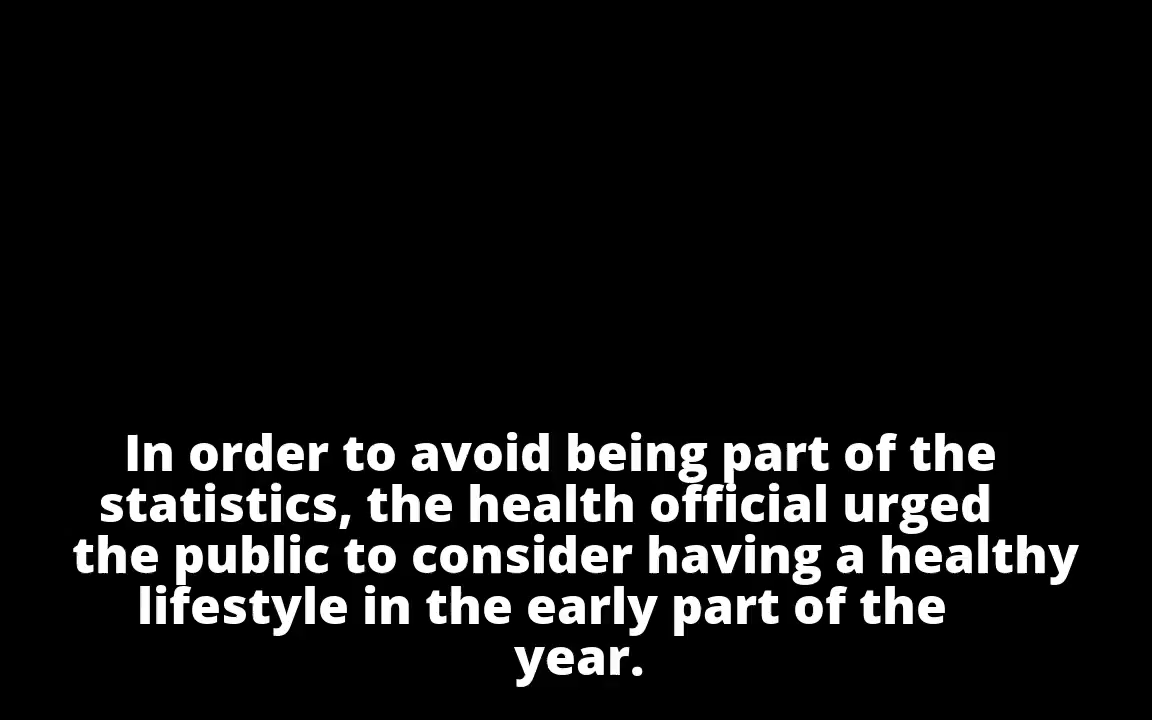 In order to avoid being part of the
statistics, the health official urged
the public to consider having a healthy
lifestyle in the early part of the
year.